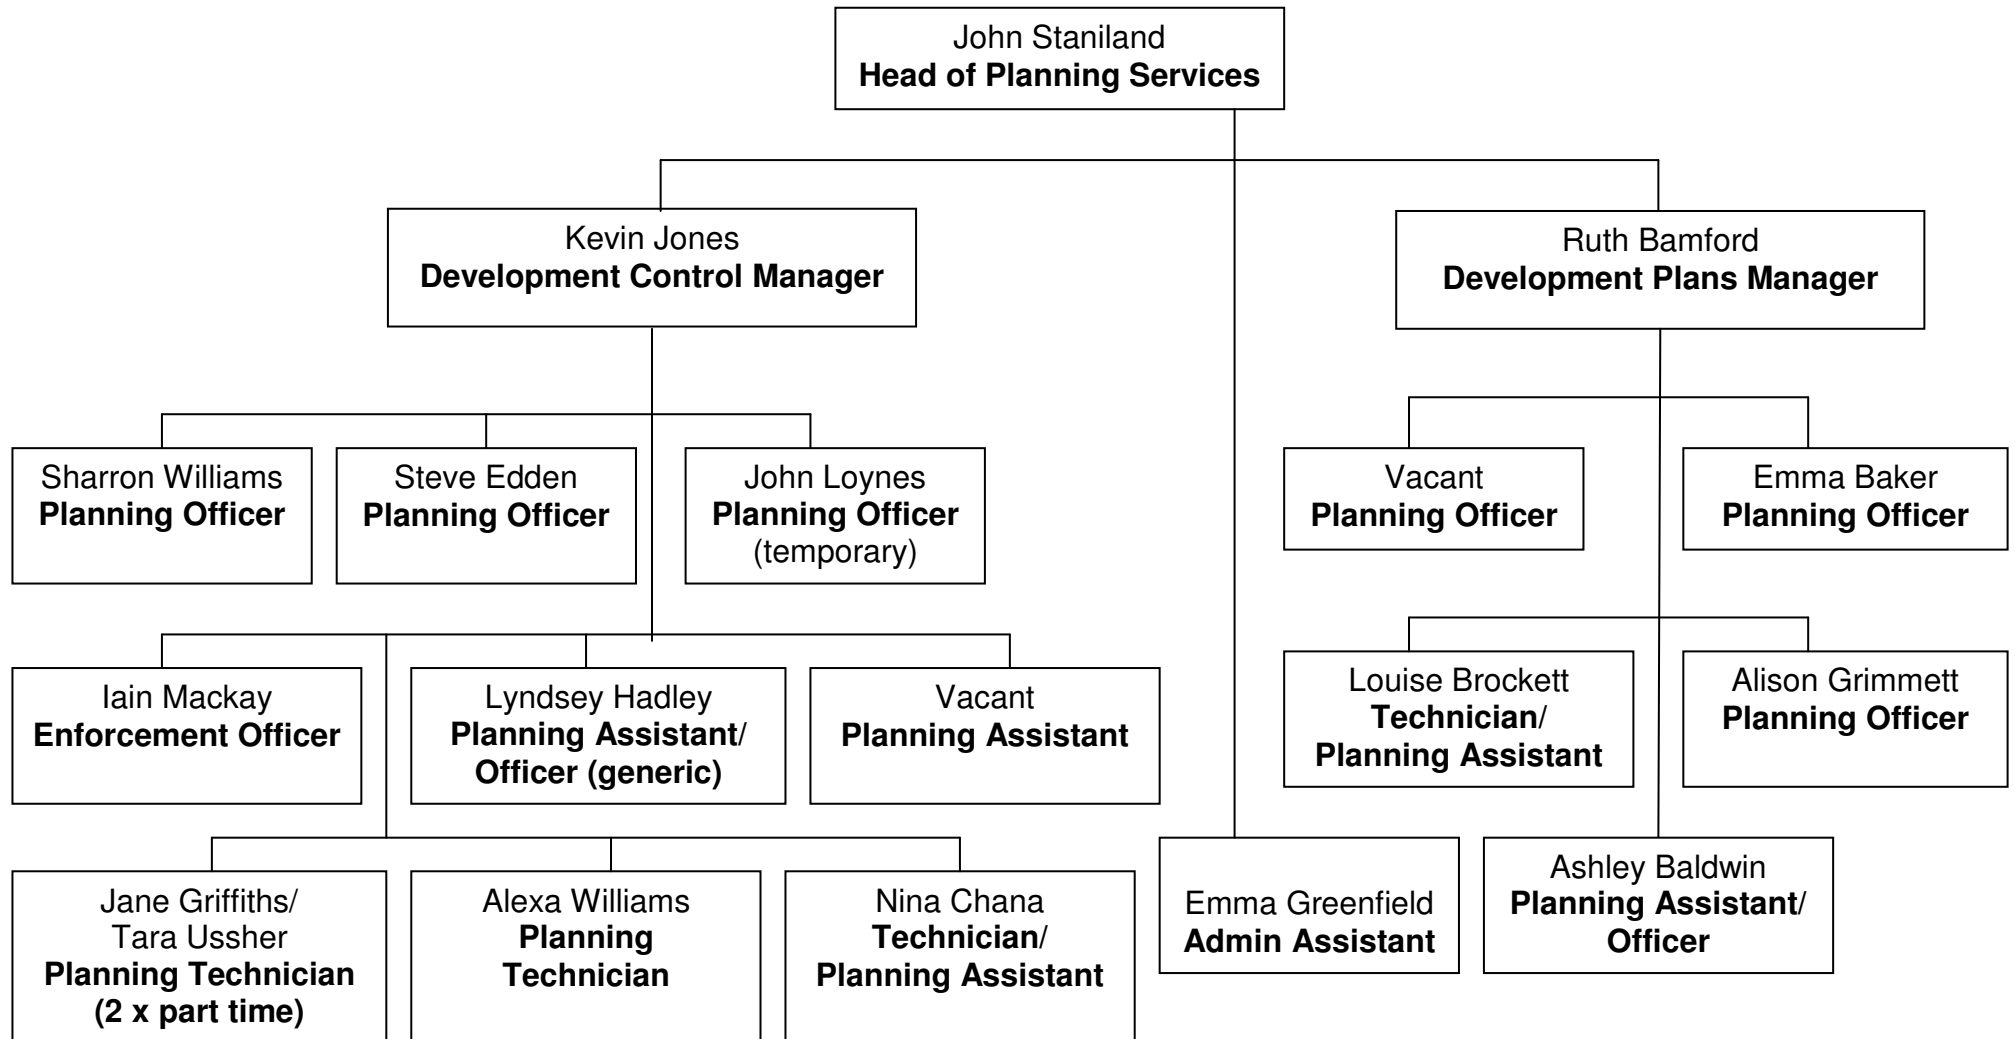 John Staniland
Head of Planning Services
Kevin Jones
Development Control Manager
Ruth Bamford
Development Plans Manager
Sharron Williams
Planning Officer
Steve Edden
Planning Officer
John Loynes
Planning Officer
(temporary)
Vacant
Planning Officer
Emma Baker
Planning Officer
Iain Mackay
Enforcement Officer
Lyndsey Hadley
Planning Assistant/
Officer (generic)
Vacant
Planning Assistant
Louise Brockett
Technician/
Planning Assistant
Alison Grimmett
Planning Officer
Jane Griffiths/
Tara Ussher
Planning Technician
(2 x part time)
Alexa Williams
Planning
Technician
Nina Chana
Technician/
Planning Assistant
Emma Greenfield
Admin Assistant
Ashley Baldwin
Planning Assistant/
Officer